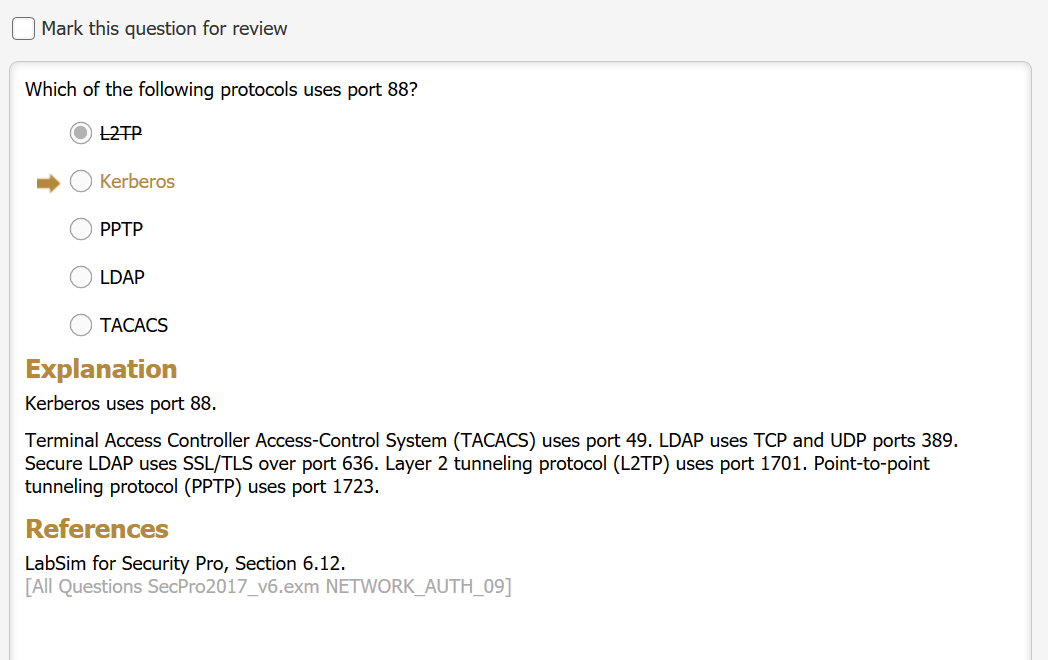 Mark this question for review
Which of the following protocols uses port 88?
L2TP
Kerberos
PPTP
LDAP
TACACS
Explanation
Kerberos uses port 88.
Terminal Access Controller Access-Control System (TACACS) uses port 49. LDAP uses TCP and UDP ports 389.
Secure LDAP uses SSL/TLS over port 636. Layer 2 tunneling protocol (L2TP) uses port 1701. Point-to-point
tunneling protocol (PPTP) uses port 1723.
References
LabSim for Security Pro, Section 6.12.
[All Questions SecPro2017_v6.exm NETWORK_AUTH_09]